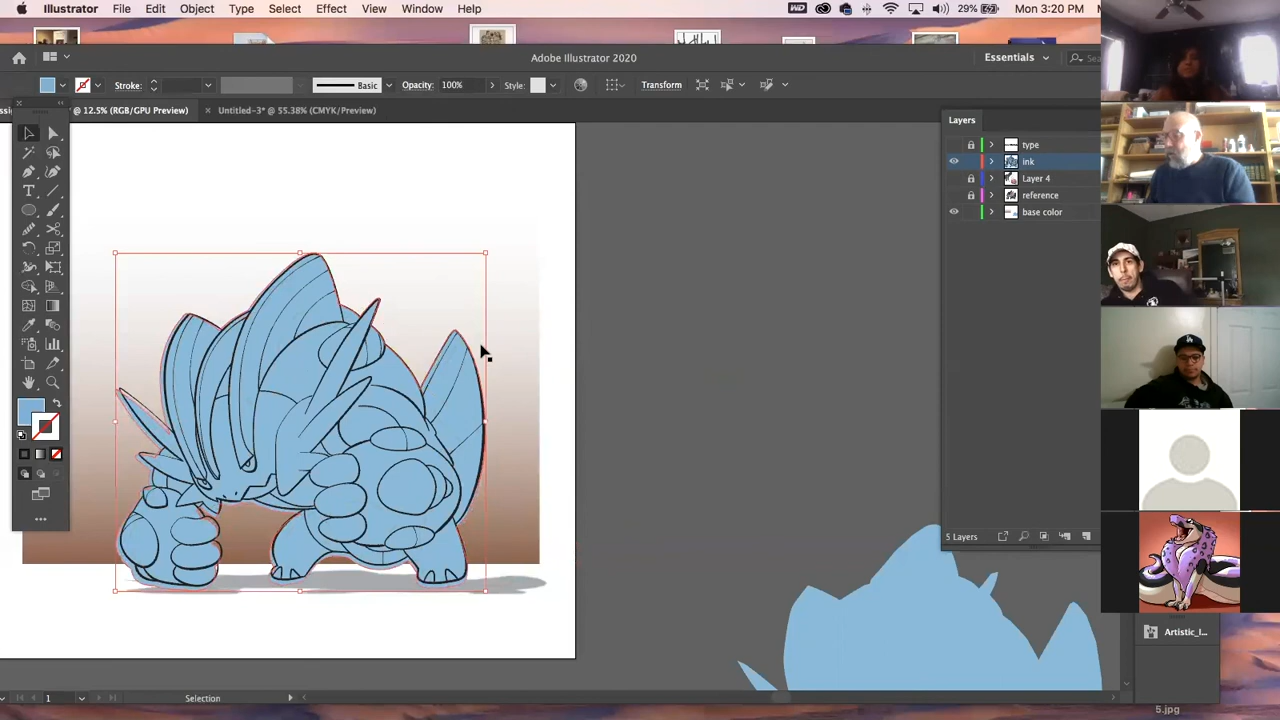 Illustrator File Edit Object Type Select Effect View Window Help
WD 29% Mon 3:20 PM
Adobe Illustrator 2020
Essentials
Stroke: Basic Opacity: 100% Style: Transform
@ 12.5% (RGB/GPU Preview) × Untitled-3* @ 55.38% (CMYK/Preview)
Layers
type
ink
Layer 4
reference
base color
5 Layers
Artistic_I...
1 Selection
5.jpg